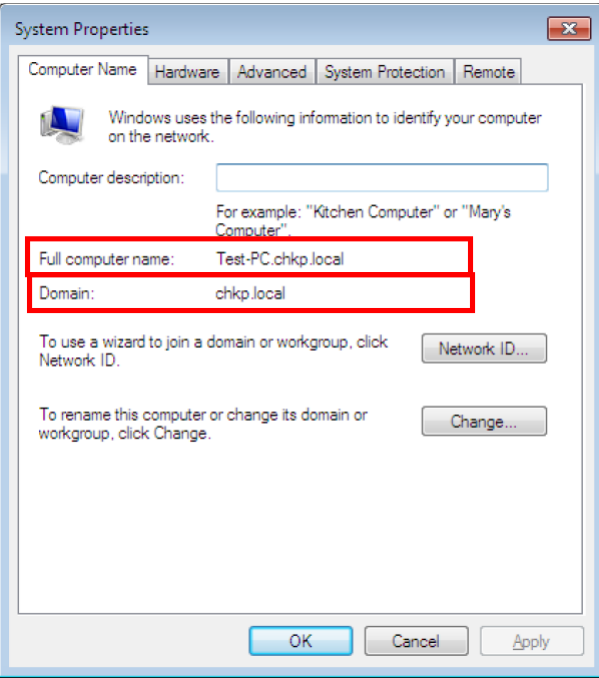 System Properties
Computer Name Hardware Advanced System Protection Remote
Windows uses the following information to identify your computer
on the network.
Computer description:
For example: "Kitchen Computer" or "Mary's
Computer".
Full computer name: Test-PC.chkp.local
Domain: chkp.local
To use a wizard to join a domain or workgroup, click
Network ID.
Network ID...
To rename this computer or change its domain or
workgroup, click Change.
Change...
OK Cancel Apply